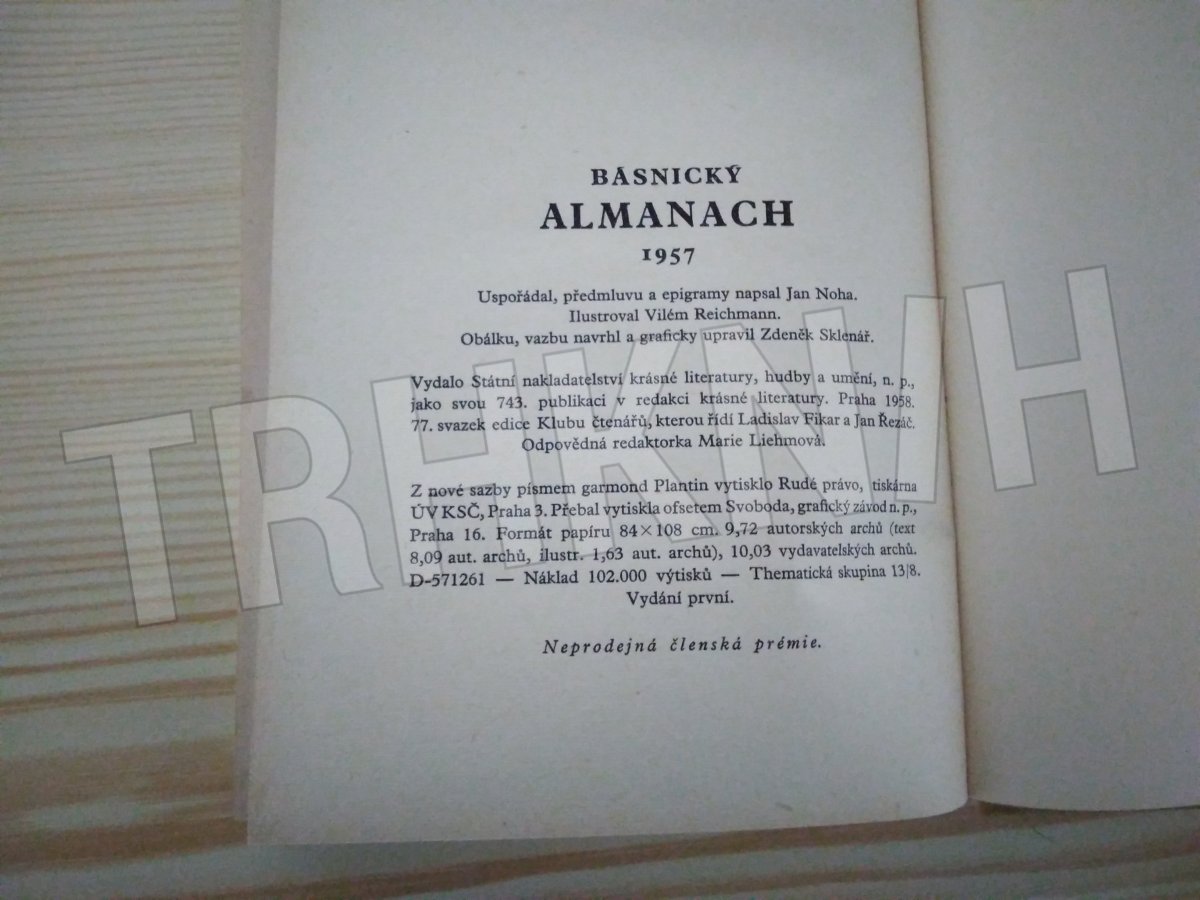 BÁSNICKÝ
ALMANACH
1957
Uspořádal, předmluvu a epigramy napsal Jan Noha.
Ilustroval Vilém Reichmann.
Obálku, vazbu navrhl a graficky upravil Zdeněk Sklenář.
Vydalo Státní nakladatelství krásné literatury, hudby a umění, n. p.,
jako svou 743. publikaci v redakci krásné literatury. Praha 1958.
77. svazek edice Klubu čtenářů, kterou řídí Ladislav Fikar a Jan Řezáč.
Odpovědná redaktorka Marie Liehmová.
Z nové sazby písmem garmond Plantin vytisklo Rudé právo, tiskárna
ÚV KSČ, Praha 3. Přebal vytiskla ofsetem Svoboda, grafický závod n. p.,
Praha 16. Formát papíru 84×108 cm. 9,72 autorských archů (text
8,09 aut. archů, ilustr. 1,63 aut. archů), 10,03 vydavatelských archů.
D-571261 — Náklad 102.000 výtisků — Thematická skupina 13/8.
Vydání první.
Neprodejná členská prémie.
TRHKNIH